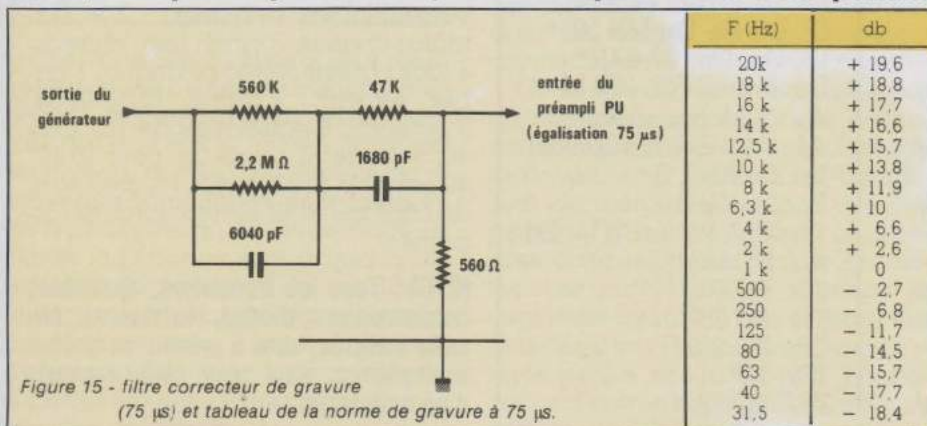 560 K
47 K
sortie du
générateur
entrée du
préampli PU
(égalisation 75 µs)
2,2 M Ω
1680 pF
6040 pF
560 Ω
Figure 15 - filtre correcteur de gravure
(75 µs) et tableau de la norme de gravure à 75 µs.
F (Hz) db
20k + 19,6
18 k + 18,8
16 k + 17,7
14 k + 16,6
12,5 k + 15,7
10 k + 13,8
8 k + 11,9
6,3 k + 10
4 k + 6,6
2 k + 2,6
1 k 0
500 - 2,7
250 - 6,8
125 - 11,7
80 - 14,5
63 - 15,7
40 - 17,7
31,5 - 18,4